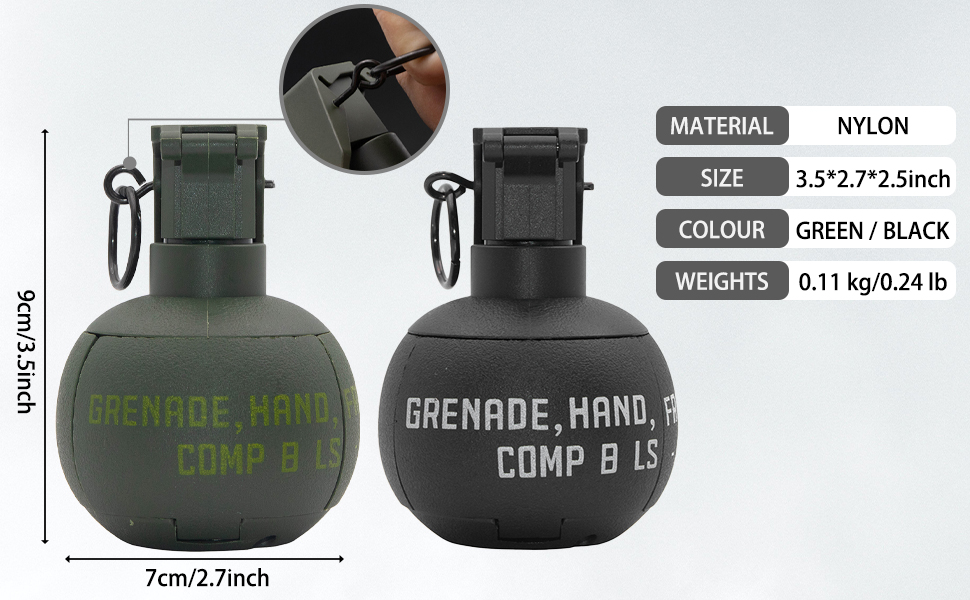 MATERIAL NYLON
SIZE 3.5*2.7*2.5inch
COLOUR GREEN / BLACK
WEIGHTS 0.11 kg/0.24 lb
9cm/3.5inch
GRENADE, HAND,
COMP B LS
GRENADE, HAND, FR
COMP B LS
7cm/2.7inch